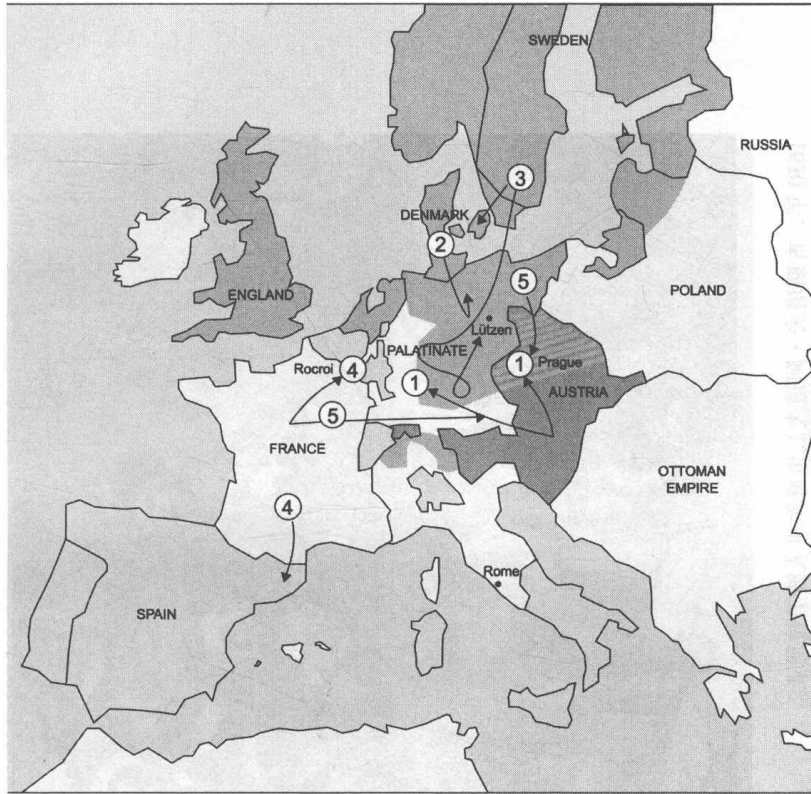 SWEDEN
RUSSIA
3
DENMARK
2
5
POLAND
ENGLAND
Lützen
PALATINATE
Rocroi
4
1
1
Prague
AUSTRIA
5
FRANCE
OTTOMAN
EMPIRE
4
Rome
SPAIN